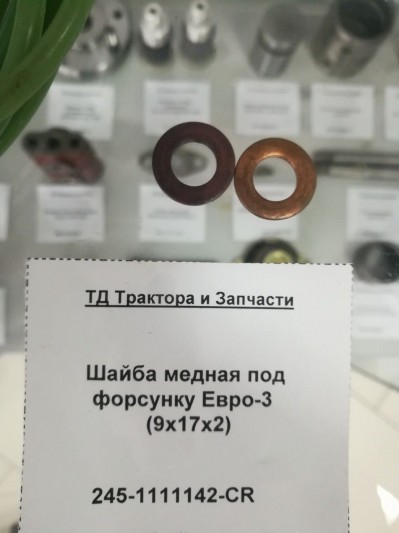 ТД Трактора и Запчасти
Шайба медная под
форсунку Евро-3
(9х17х2)
245-1111142-CR